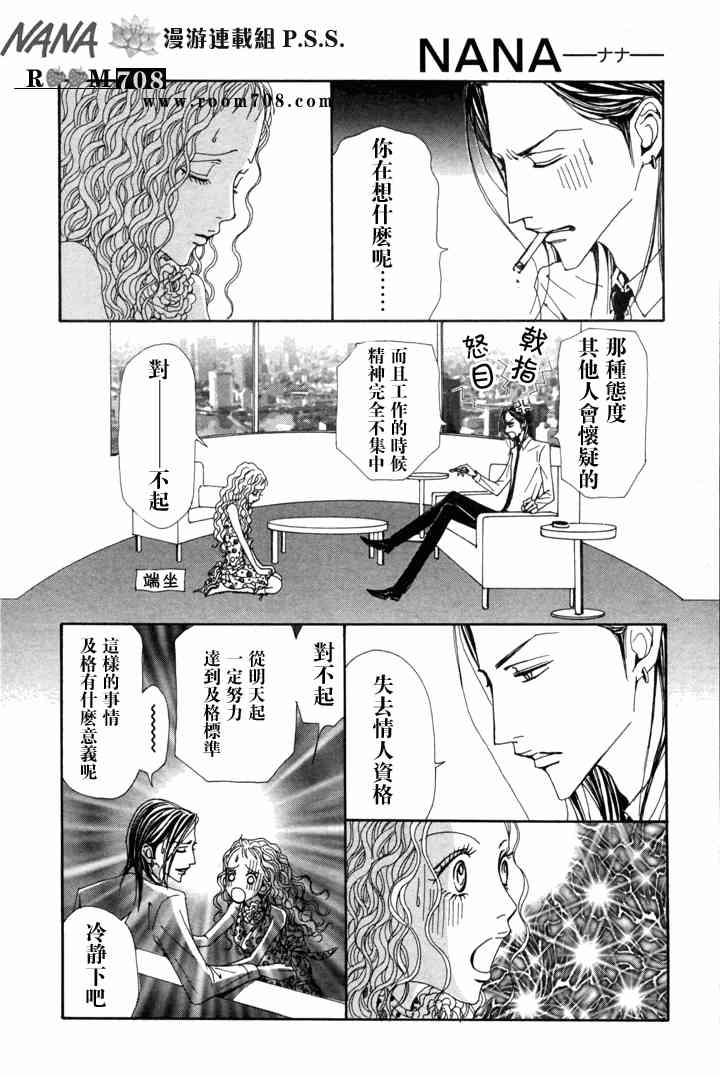 NANA
漫游連載組 P.S.S.
ROOM 708
www.room708.com
NANA——ナナ——
你在想什麼呢……
那種態度
其他人會懷疑的
戟指
怒目
而且工作的時候
精神完全不集中
對——不起
端坐
失去情人資格
對不起
從明天起
一定努力
達到及格標準
這樣的事情
及格有什麼意義呢
冷靜下吧